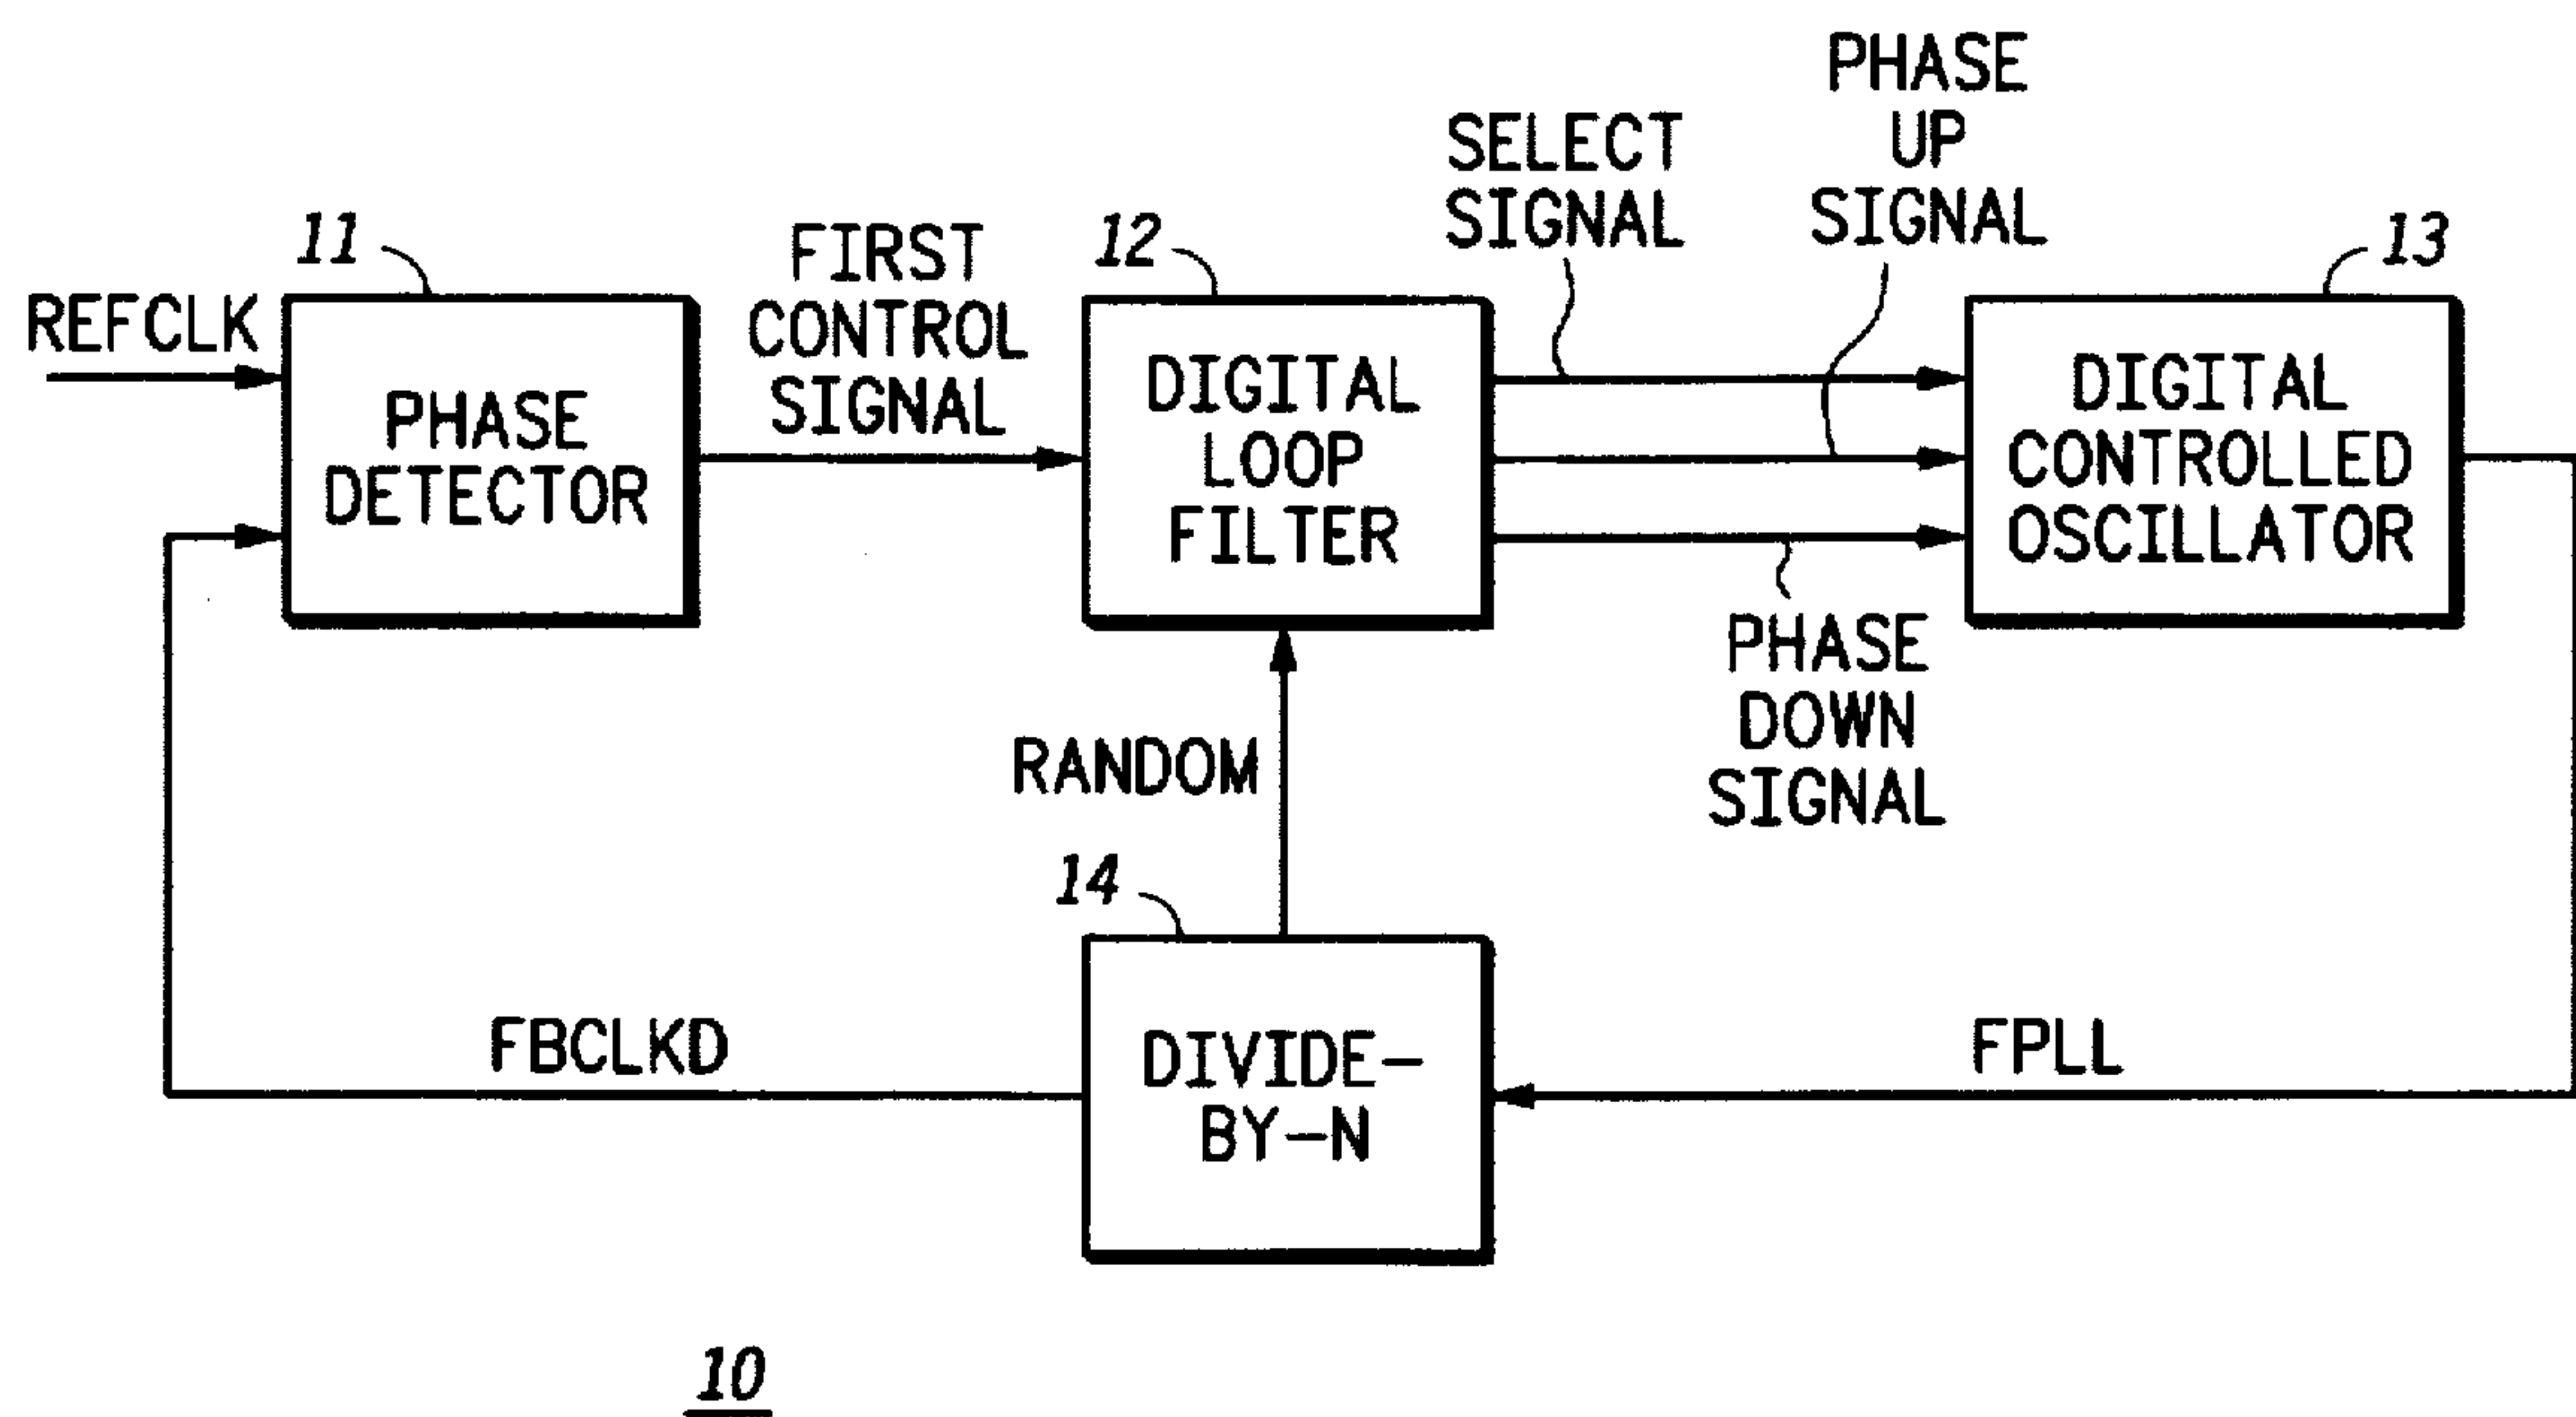 PHASE
UP
SIGNAL
SELECT
SIGNAL
11
12
13
FIRST
CONTROL
SIGNAL
REFCLK
PHASE
DETECTOR
DIGITAL
LOOP
FILTER
DIGITAL
CONTROLLED
OSCILLATOR
PHASE
DOWN
SIGNAL
RANDOM
14
FBCLKD
DIVIDE-
BY-N
FPLL
10